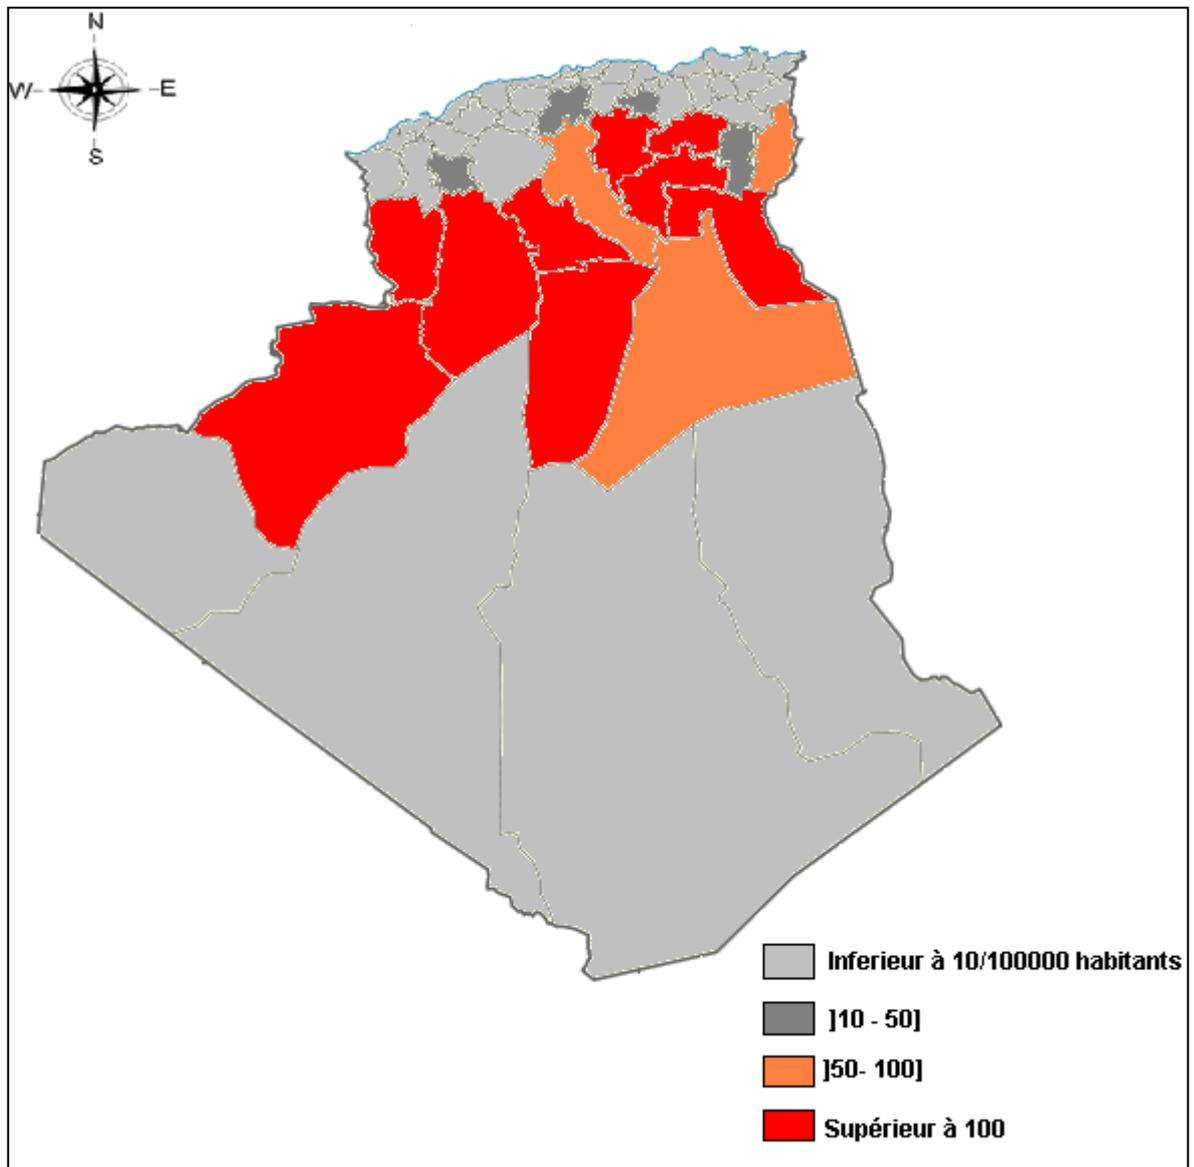 N
W
E
S
Inferieur à 10/100000 habitants
]10 - 50]
]50- 100]
Supérieur à 100